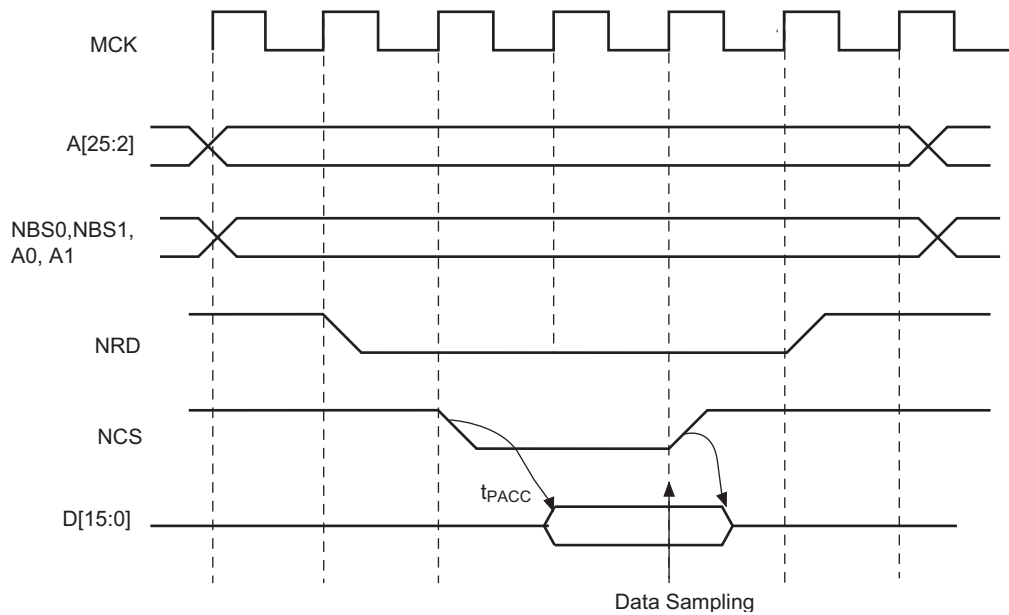 MCK
A[25:2]
NBS0,NBS1,
A0, A1
NRD
NCS
tPACC
D[15:0]
Data Sampling